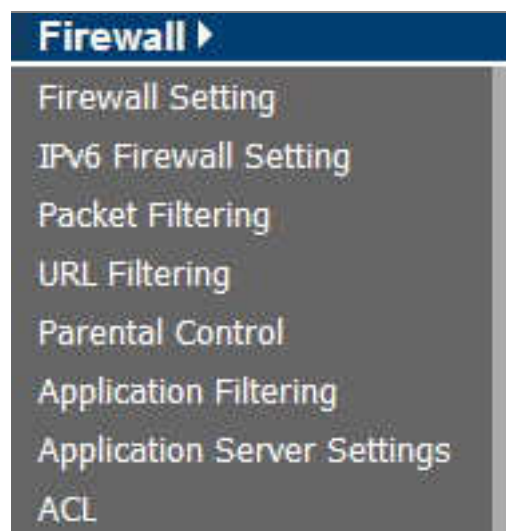 Firewall
Firewall Setting
IPv6 Firewall Setting
Packet Filtering
URL Filtering
Parental Control
Application Filtering
Application Server Settings
ACL